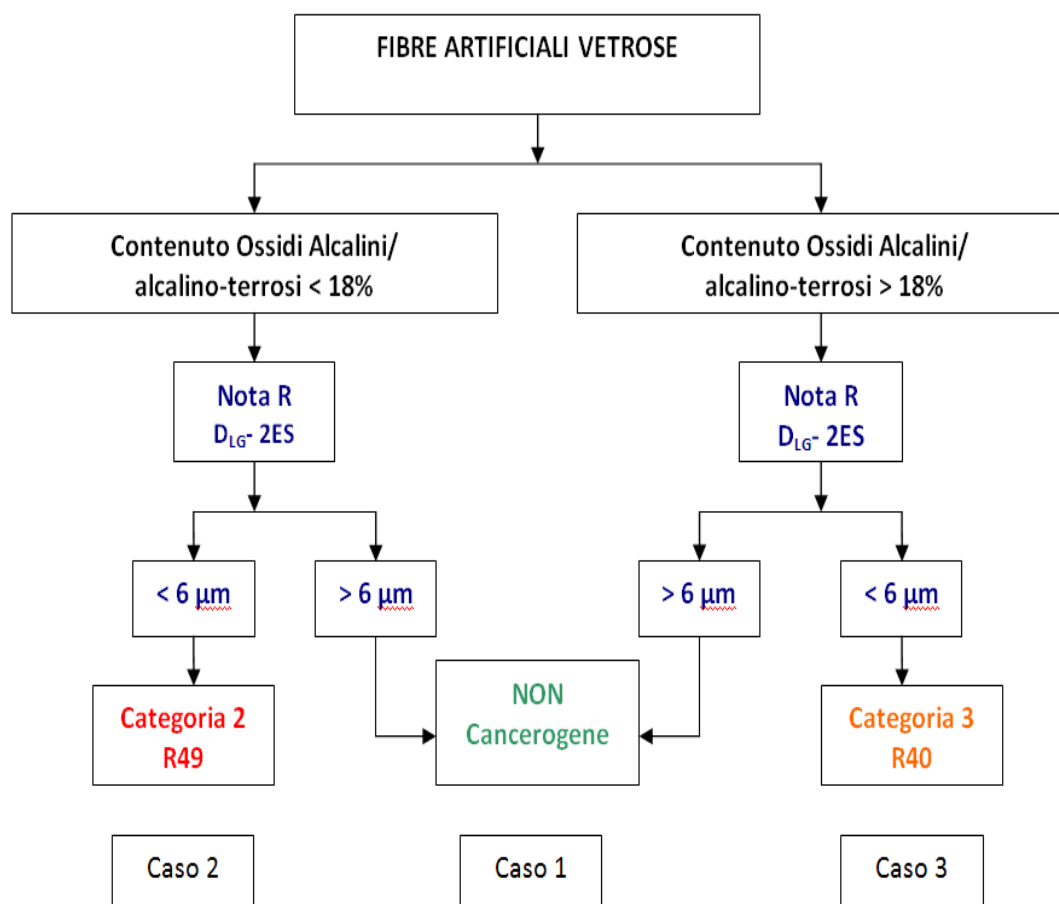 FIBRE ARTIFICIALI VETROSE
Contenuto Ossidi Alcalini/
alcalino-terrosi < 18%
Contenuto Ossidi Alcalini/
alcalino-terrosi > 18%
Nota R
DLG- 2ES
Nota R
DLG- 2ES
< 6 µm
> 6 µm
> 6 µm
< 6 µm
Categoria 2
R49
NON
Cancerogene
Categoria 3
R40
Caso 2
Caso 1
Caso 3